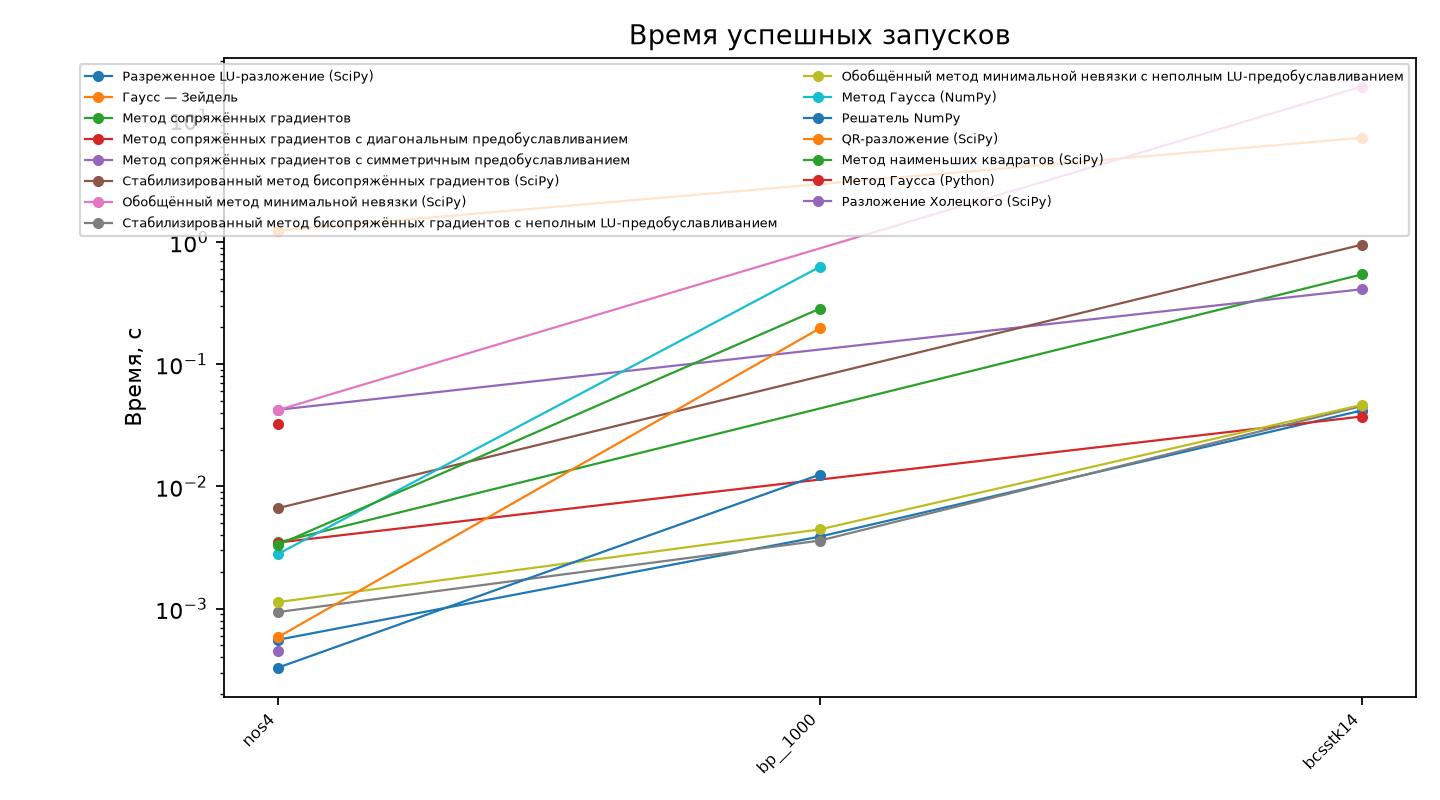 Время успешных запусков
Разреженное LU-разложение (SciPy)
Гаусс — Зейдель
Метод сопряжённых градиентов
Метод сопряжённых градиентов с диагональным предобуславливанием
Метод сопряжённых градиентов с симметричным предобуславливанием
Стабилизированный метод бисопряжённых градиентов (SciPy)
Обобщённый метод минимальной невязки (SciPy)
Стабилизированный метод бисопряжённых градиентов с неполным LU-предобуславливанием
Обобщённый метод минимальной невязки с неполным LU-предобуславливанием
Метод Гаусса (NumPy)
Решатель NumPy
QR-разложение (SciPy)
Метод наименьших квадратов (SciPy)
Метод Гаусса (Python)
Разложение Холецкого (SciPy)
Время, с
10¹
10⁰
10⁻¹
10⁻²
10⁻³
nos4
bp__1000
bcsstk14